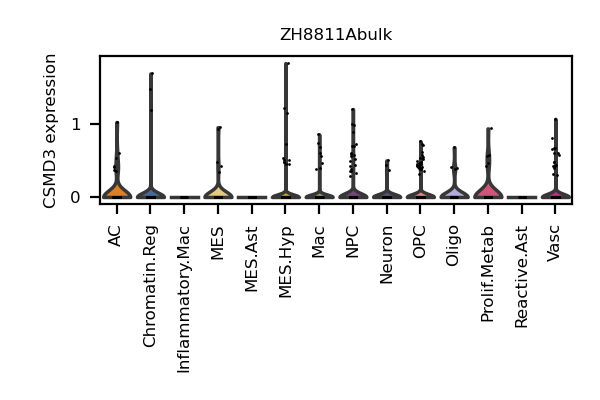 ZH8811Abulk
CSMD3 expression
1
0
AC
Chromatin.Reg
Inflammatory.Mac
MES
MES.Ast
MES.Hyp
Mac
NPC
Neuron
OPC
Oligo
Prolif.Metab
Reactive.Ast
Vasc